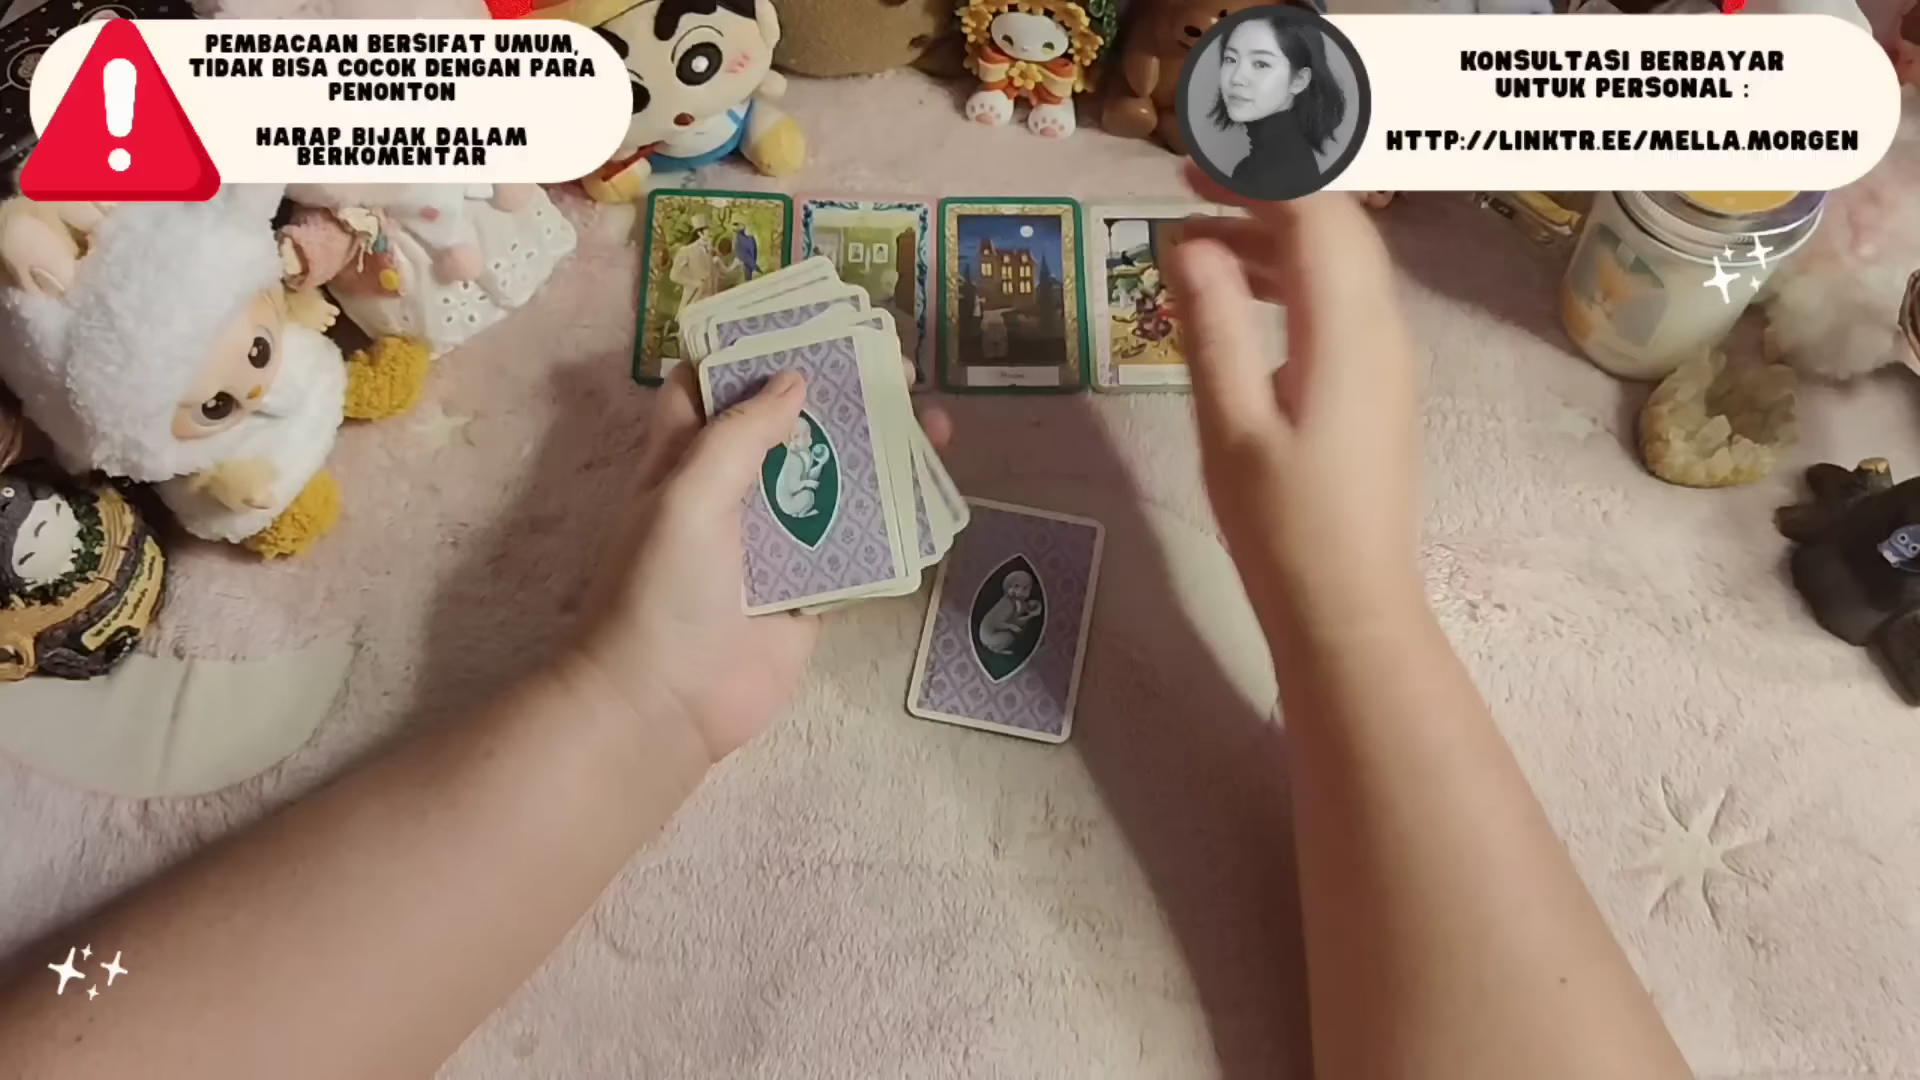 PEMBACAAN BERSIFAT UMUM,
TIDAK BISA COCOK DENGAN PARA
PENONTON
HARAP BIJAK DALAM
BERKOMENTAR
KONSULTASI BERBAYAR
UNTUK PERSONAL :
HTTP://LINKTR.EE/MELLA.MORGEN